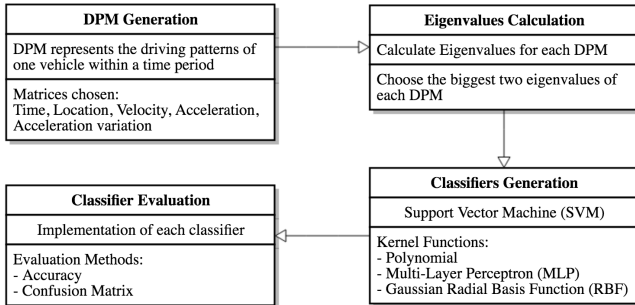 DPM Generation
DPM represents the driving patterns of
one vehicle within a time period
Matrices chosen:
Time, Location, Velocity, Acceleration,
Acceleration variation
Eigenvalues Calculation
Calculate Eigenvalues for each DPM
Choose the biggest two eigenvalues of
each DPM
Classifiers Generation
Support Vector Machine (SVM)
Kernel Functions:
- Polynomial
- Multi-Layer Perceptron (MLP)
- Gaussian Radial Basis Function (RBF)
Classifier Evaluation
Implementation of each classifier
Evaluation Methods:
- Accuracy
- Confusion Matrix